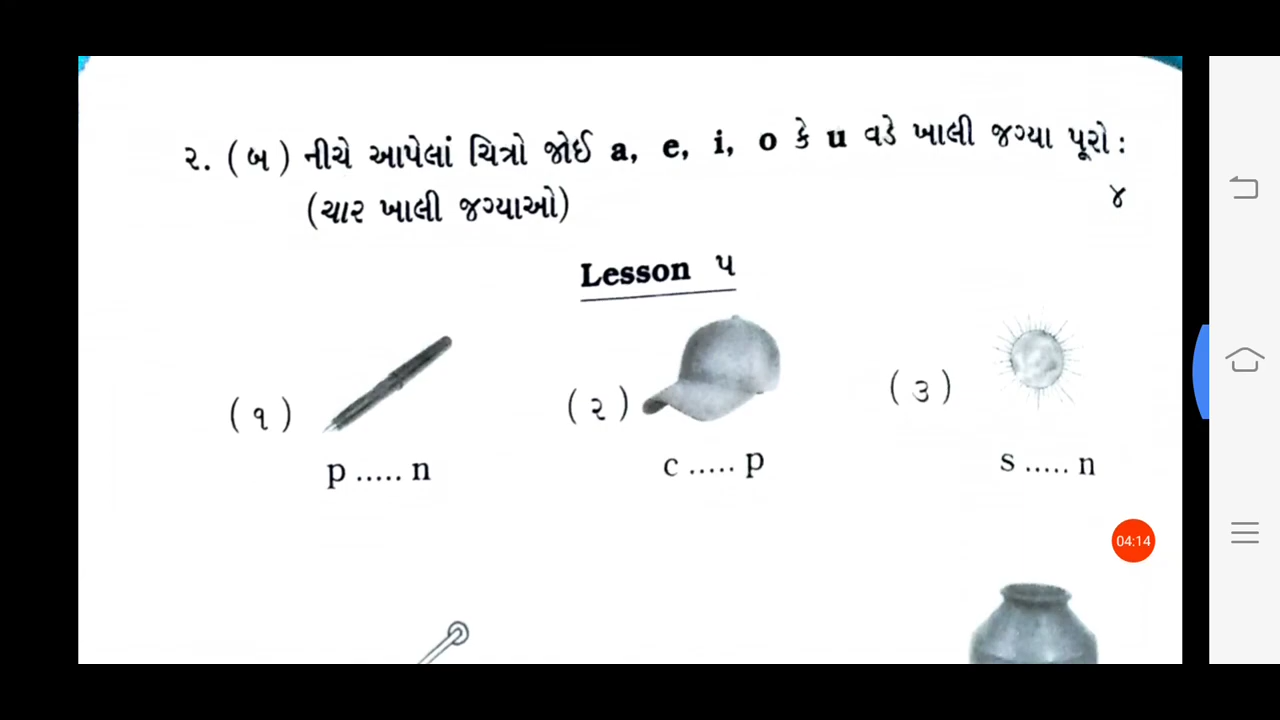 ૨. (બ) નીચે આપેલાં ચિત્રો જોઈ a, e, i, o કે u વડે ખાલી જગ્યા પૂરો :
(ચાર ખાલી જગ્યાઓ) ૪
Lesson ૫
(૧) (૨) (૩)
p ..... n c ..... p s ..... n
04:14